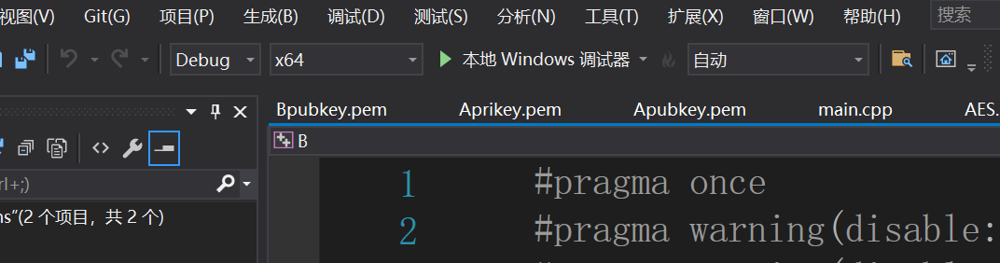 视图(V) Git(G) 项目(P) 生成(B) 调试(D) 测试(S) 分析(N) 工具(T) 扩展(X) 窗口(W) 帮助(H) 搜索
Debug x64 本地 Windows 调试器 自动
Bpubkey.pem Aprikey.pem Apubkey.pem main.cpp AES.
B
1 #pragma once
rl+;)
ns"(2 个项目，共 2 个)
2 #pragma warning(disable: